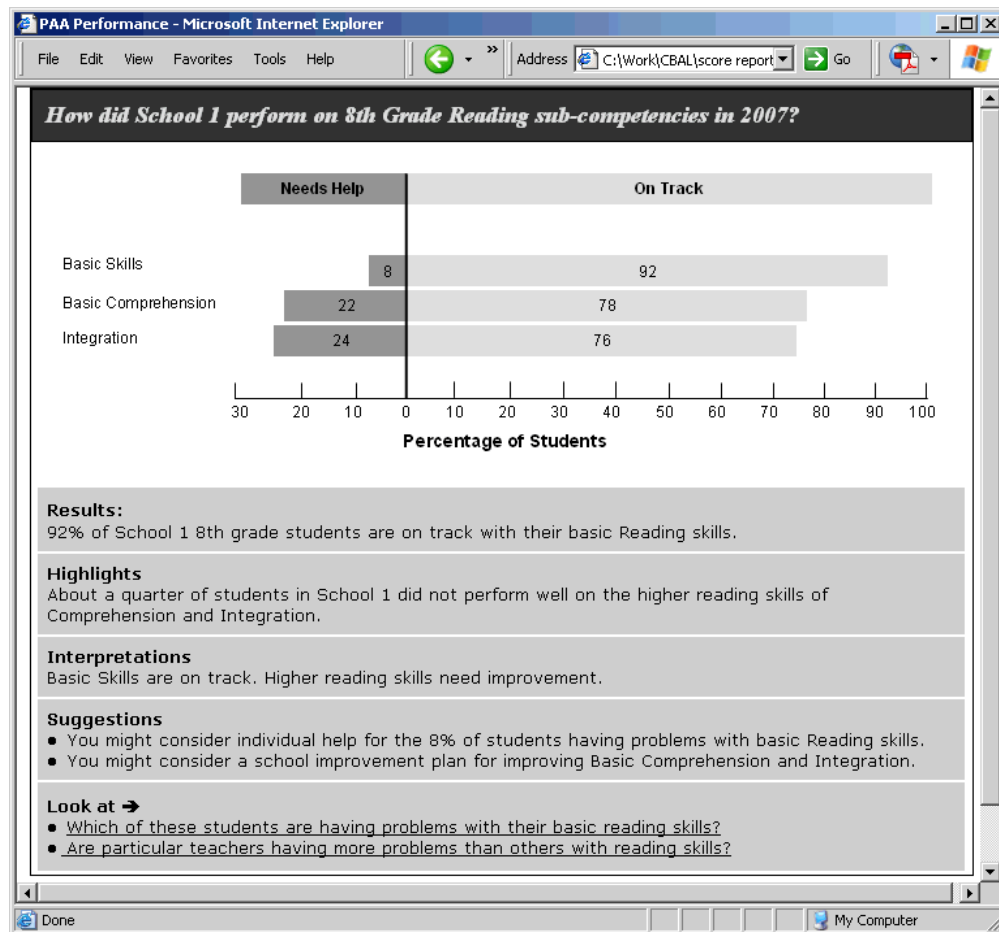 PAA Performance - Microsoft Internet Explorer
File Edit View Favorites Tools Help » Address C:\Work\CBAL\score report Go
How did School 1 perform on 8th Grade Reading sub-competencies in 2007?
Needs Help On Track
Basic Skills 8 92
Basic Comprehension 22 78
Integration 24 76
30 20 10 0 10 20 30 40 50 60 70 80 90 100
Percentage of Students
Results:
92% of School 1 8th grade students are on track with their basic Reading skills.
Highlights
About a quarter of students in School 1 did not perform well on the higher reading skills of
Comprehension and Integration.
Interpretations
Basic Skills are on track. Higher reading skills need improvement.
Suggestions
● You might consider individual help for the 8% of students having problems with basic Reading skills.
● You might consider a school improvement plan for improving Basic Comprehension and Integration.
Look at ➔
● Which of these students are having problems with their basic reading skills?
● Are particular teachers having more problems than others with reading skills?
Done My Computer